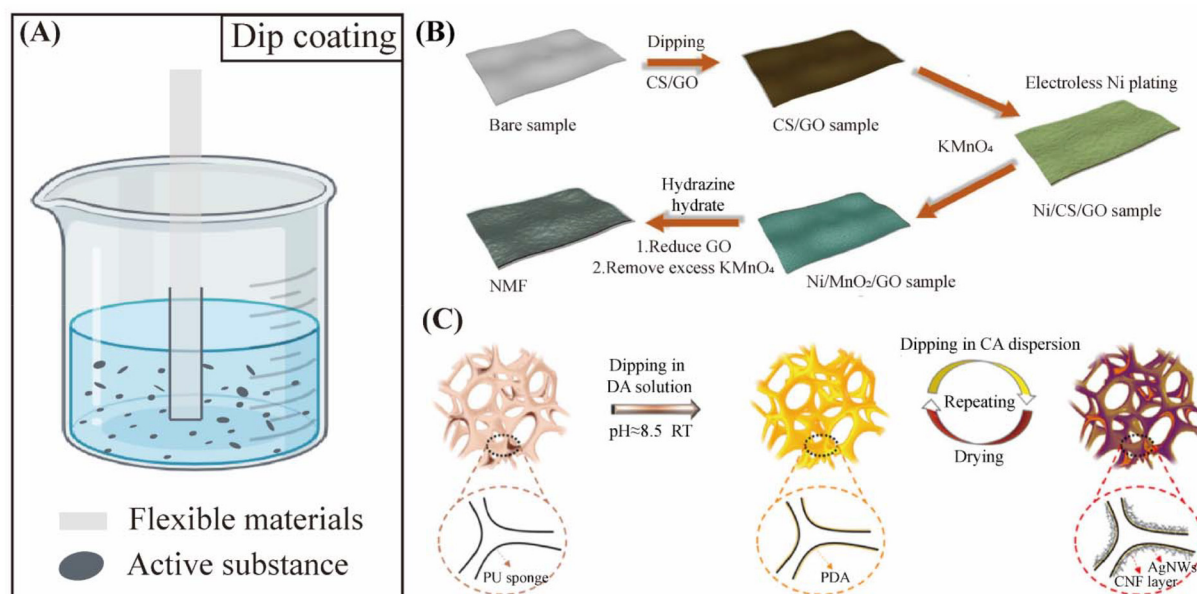 (A)
Dip coating
Flexible materials
Active substance
(B)
Bare sample
Dipping
CS/GO
CS/GO sample
Electroless Ni plating
KMnO₄
Ni/CS/GO sample
Hydrazine
hydrate
1.Reduce GO
2.Remove excess KMnO₄
Ni/MnO₂/GO sample
NMF
(C)
Dipping in
DA solution
pH≈8.5 RT
Dipping in CA dispersion
Repeating
Drying
PU sponge
PDA
AgNWs
CNF layer